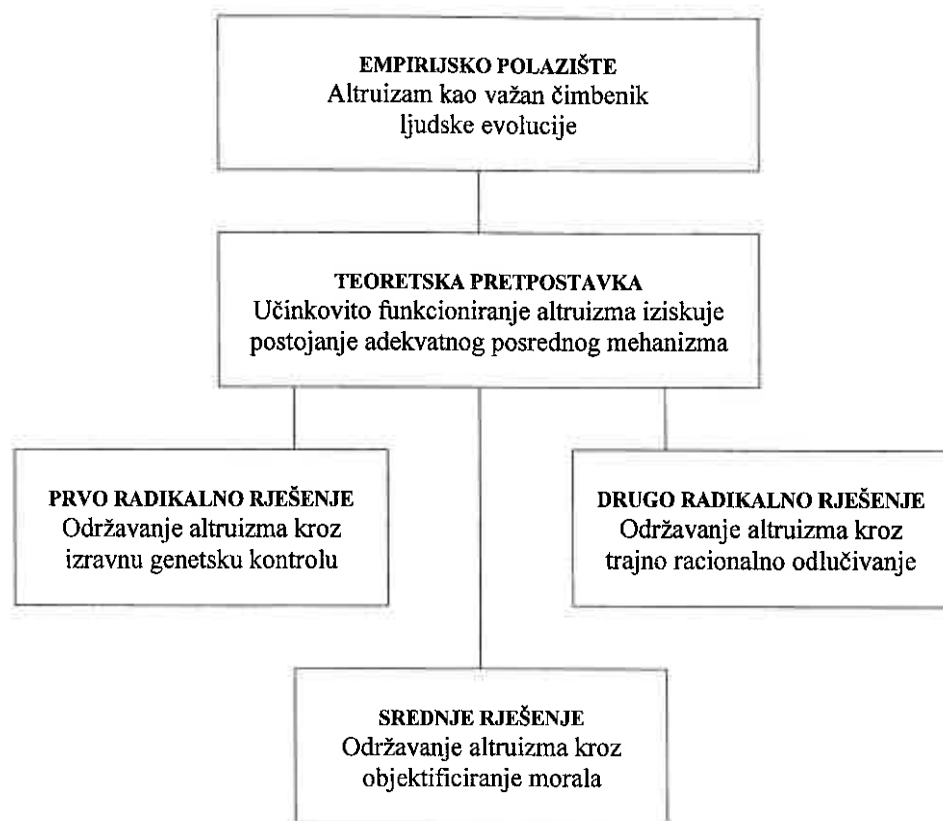 EMPIRIJSKO POLAZIŠTE
Altruizam kao važan čimbenik
ljudske evolucije
TEORETSKA PRETPOSTAVKA
Učinkovito funkcioniranje altruizma iziskuje
postojanje adekvatnog posrednog mehanizma
PRVO RADIKALNO RJEŠENJE
Održavanje altruizma kroz
izravnu genetsku kontrolu
DRUGO RADIKALNO RJEŠENJE
Održavanje altruizma kroz
trajno racionalno odlučivanje
SREDNJE RJEŠENJE
Održavanje altruizma kroz
objektificiranje morala